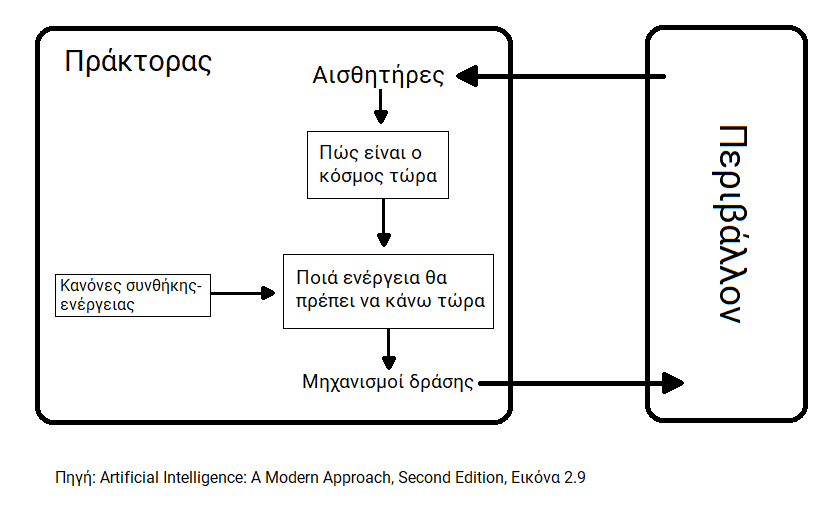 Πράκτορας
Αισθητήρες
Πώς είναι ο
κόσμος τώρα
Κανόνες συνθήκης-
ενέργειας
Ποιά ενέργεια θα
πρέπει να κάνω τώρα
Μηχανισμοί δράσης
Περιβάλλον
Πηγή: Artificial Intelligence: A Modern Approach, Second Edition, Εικόνα 2.9